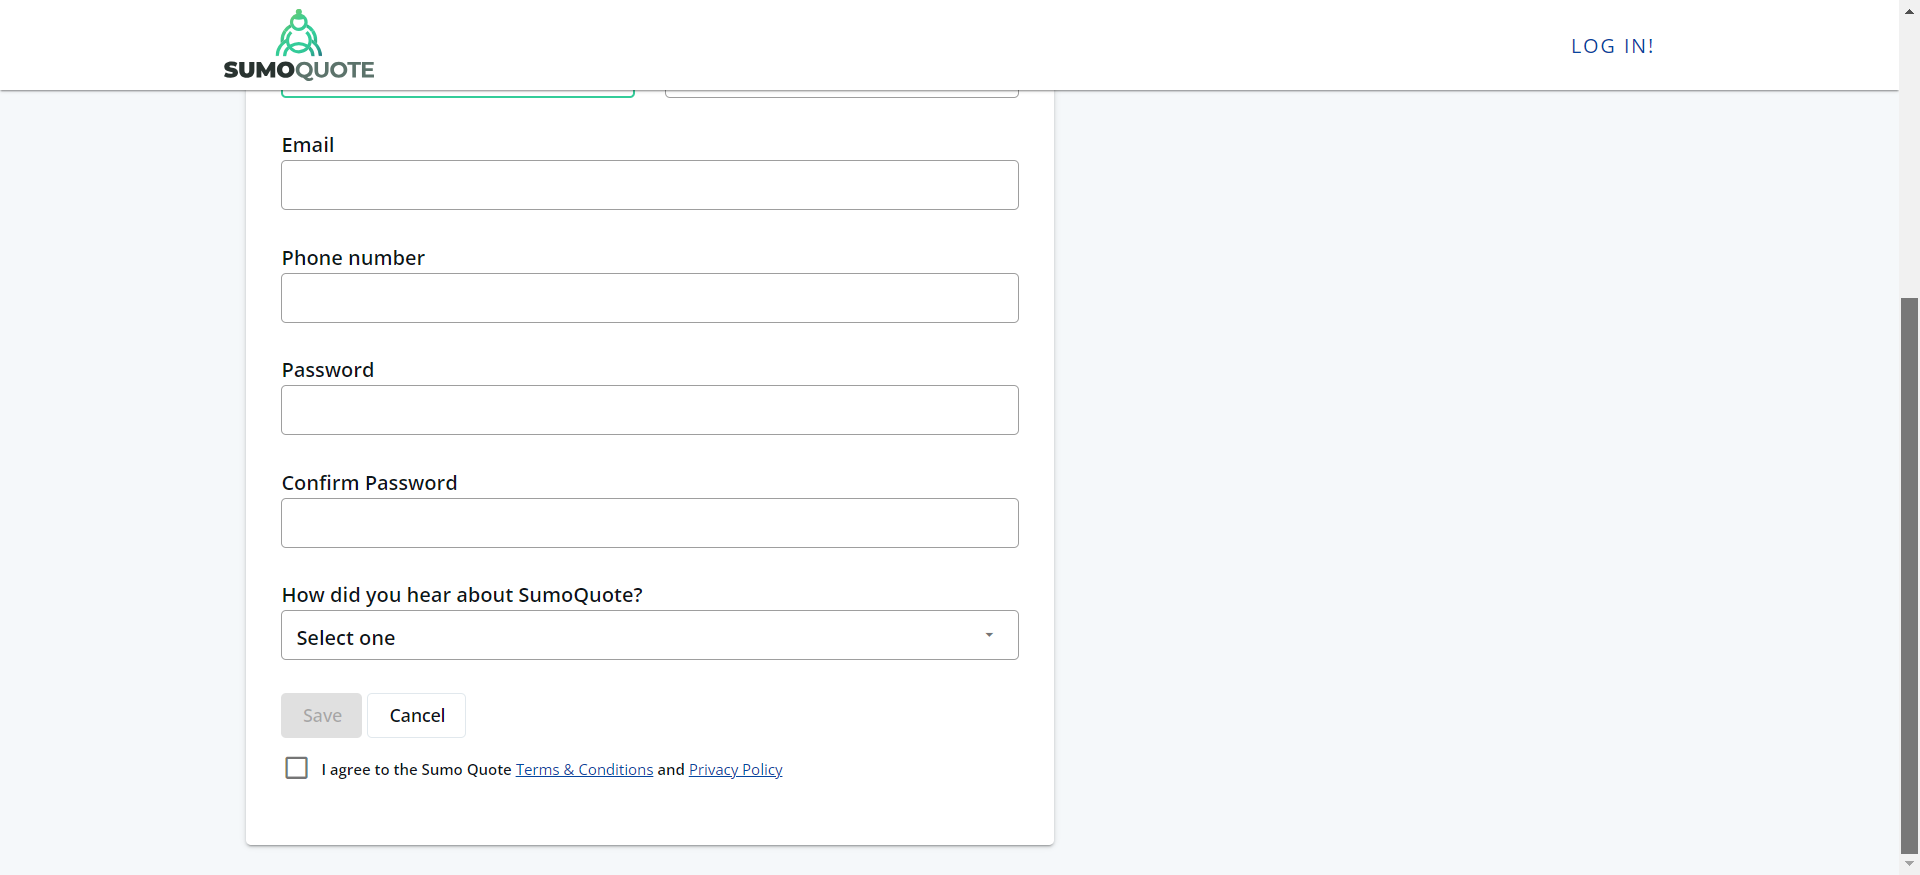 SUMOQUOTE
LOG IN!
Email
Phone number
Password
Confirm Password
How did you hear about SumoQuote?
Select one
Save Cancel
I agree to the Sumo Quote Terms & Conditions and Privacy Policy